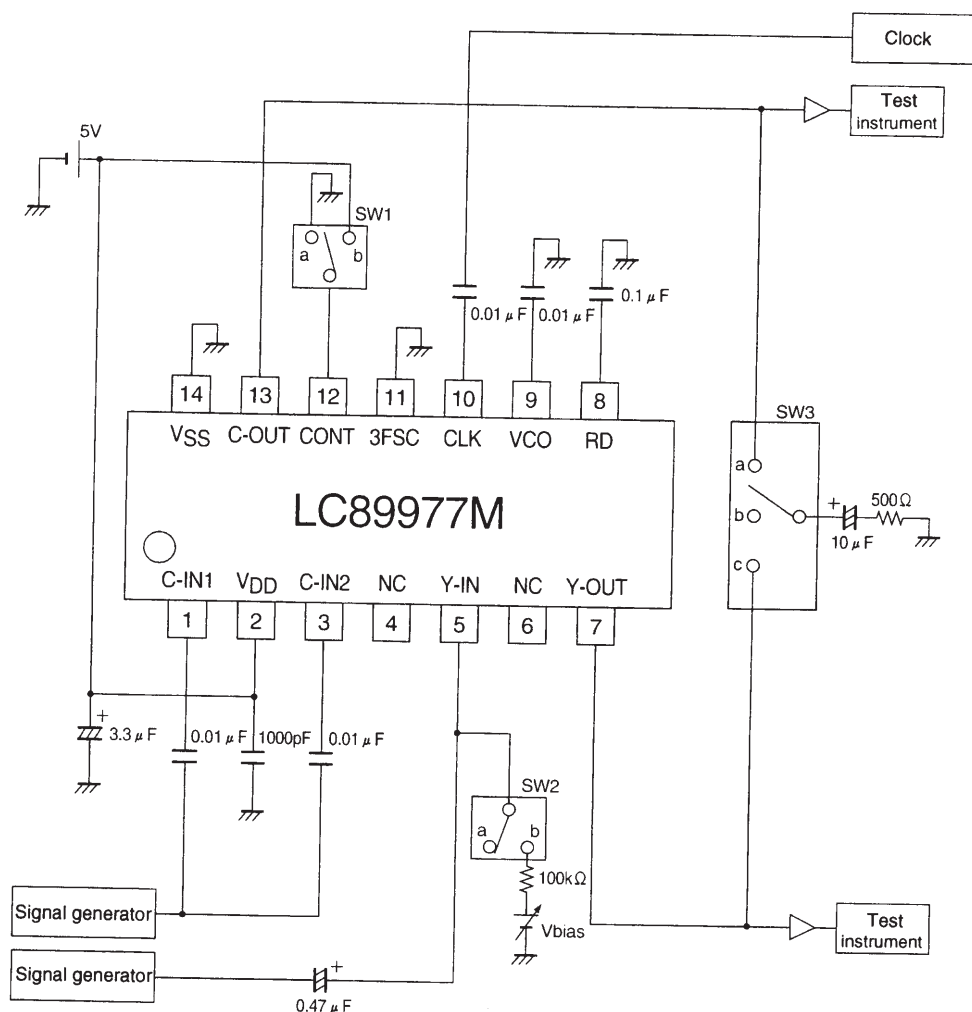 Clock
Test
instrument
5V
SW1
a
b
0.01 μF
0.01 μF
0.1 μF
14
13
12
11
10
9
8
VSS
C-OUT
CONT
3FSC
CLK
VCO
RD
SW3
a
b
c
+
10 μF
500Ω
LC89977M
C-IN1
VDD
C-IN2
NC
Y-IN
NC
Y-OUT
1
2
3
4
5
6
7
+
3.3 μF
0.01 μF
1000pF
0.01 μF
SW2
a
b
100kΩ
Vbias
Signal generator
Signal generator
+
0.47 μF
Test
instrument